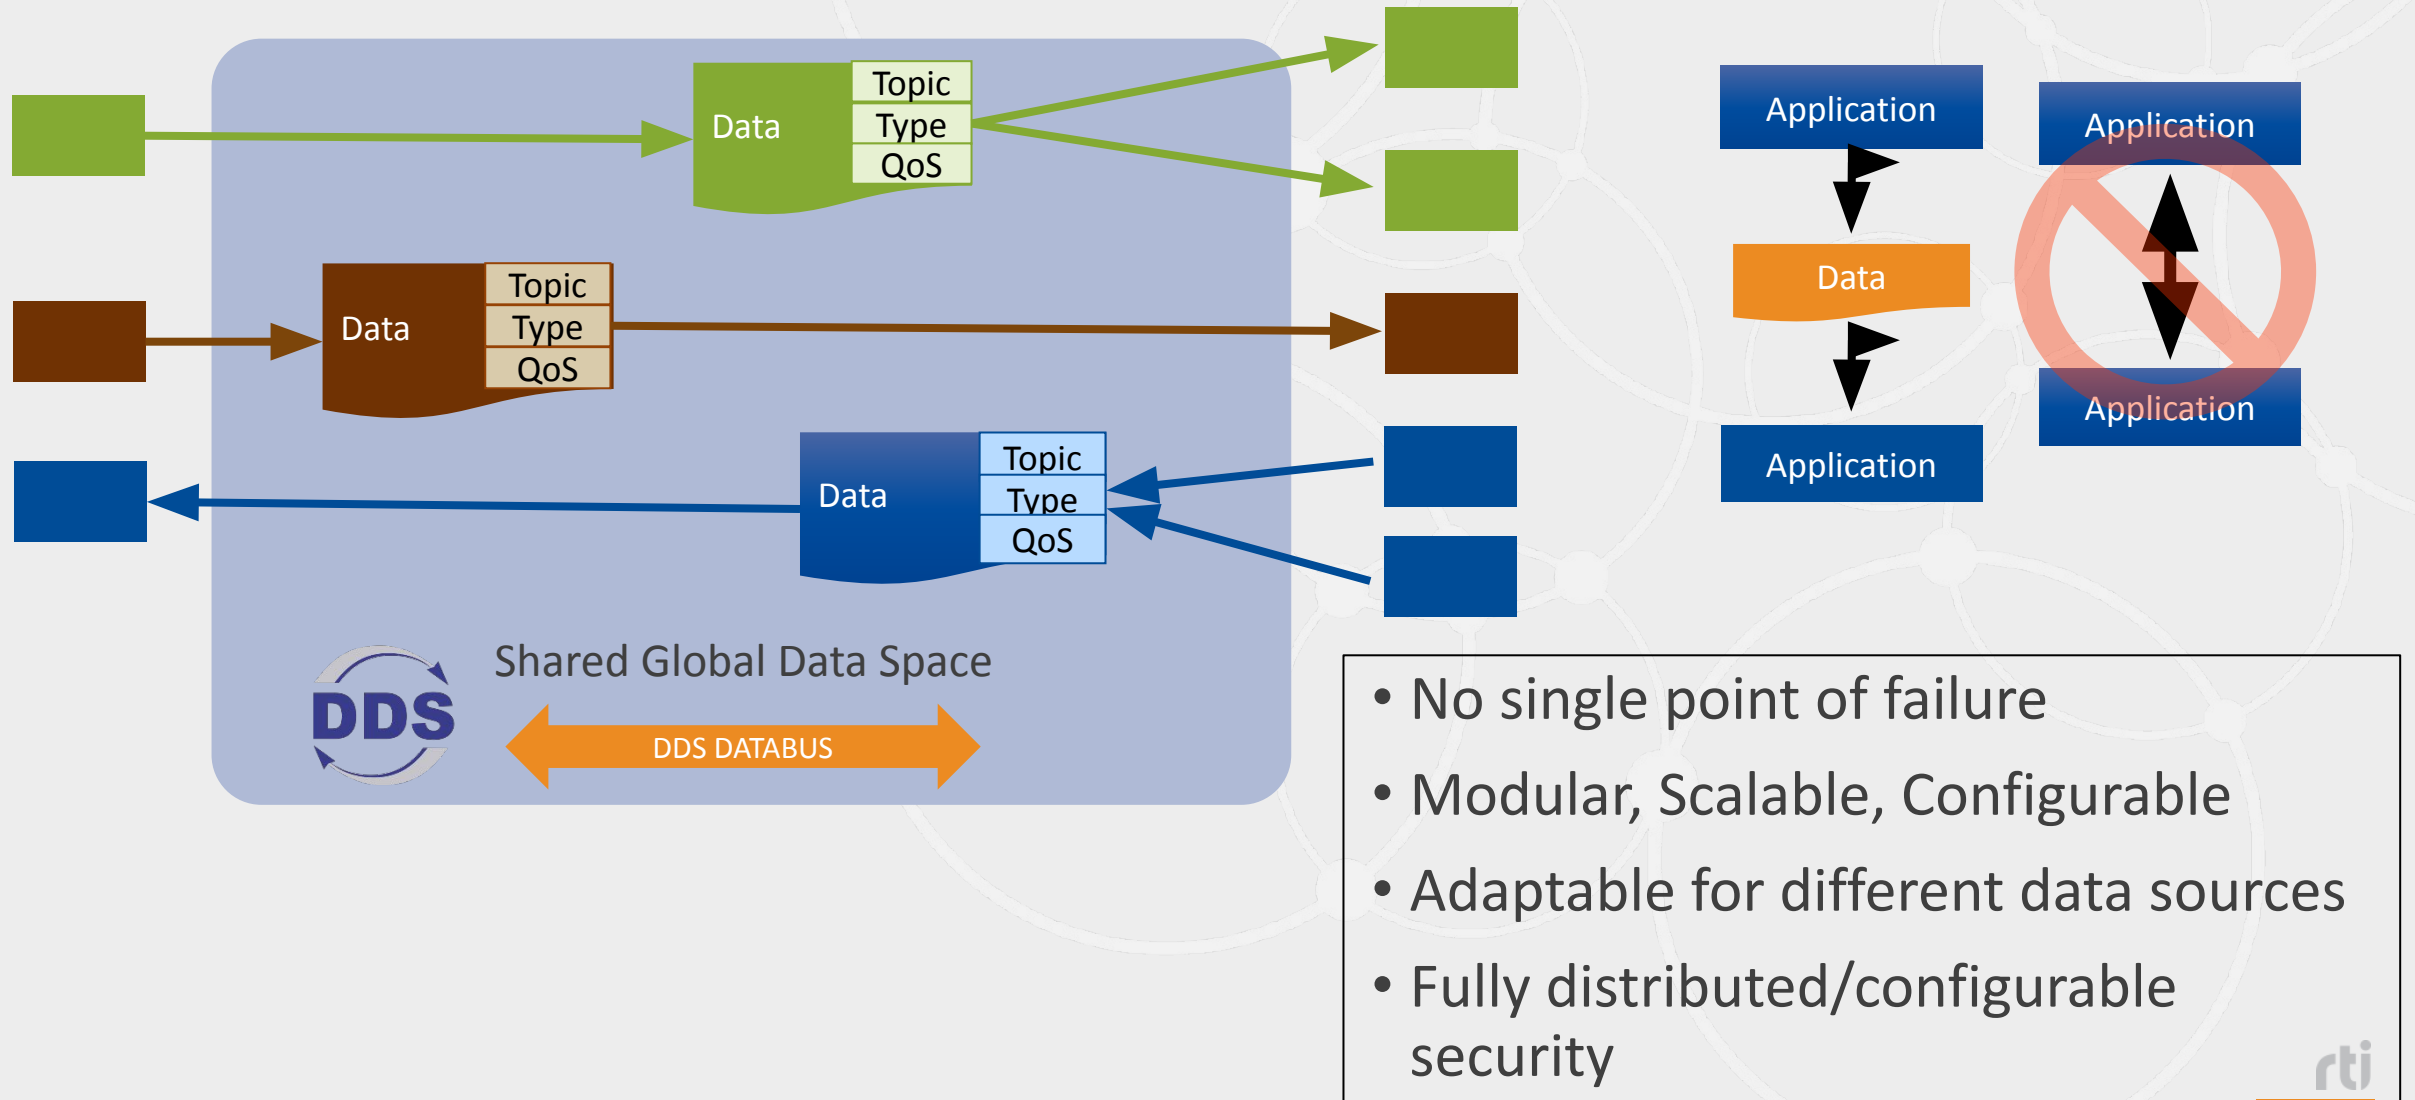 Data
Topic
Type
QoS
Data
Topic
Type
QoS
Data
Topic
Type
QoS
DDS
Shared Global Data Space
DDS DATABUS
Application
Data
Application
Application
Application
• No single point of failure
• Modular, Scalable, Configurable
• Adaptable for different data sources
• Fully distributed/configurable
security
rti